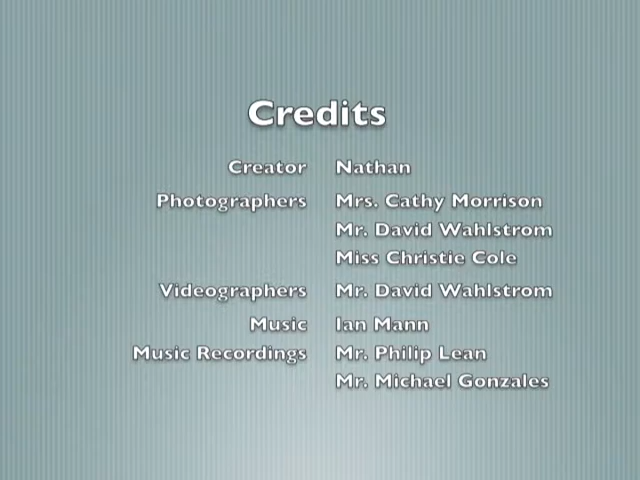 Credits
Creator Nathan
Photographers Mrs. Cathy Morrison
Mr. David Wahlstrom
Miss Christie Cole
Videographers Mr. David Wahlstrom
Music Ian Mann
Music Recordings Mr. Philip Lean
Mr. Michael Gonzales